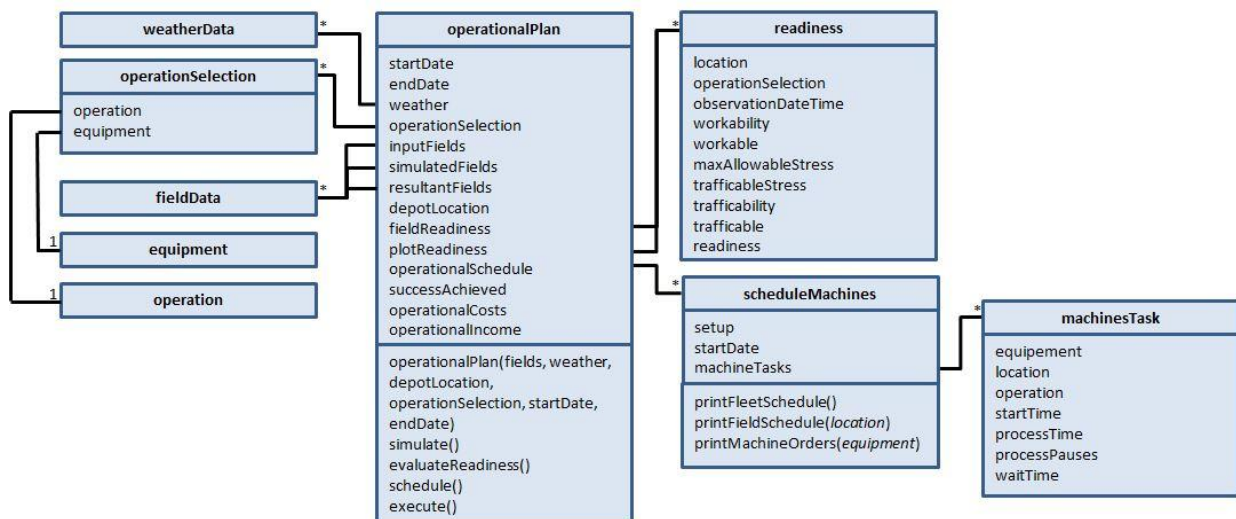 weatherData
*
operationSelection
*
operation
equipment
fieldData
*
equipment
1
operation
1
operationalPlan
startDate
endDate
weather
operationSelection
inputFields
simulatedFields
resultantFields
depotLocation
fieldReadiness
plotReadiness
operationalSchedule
successAchieved
operationalCosts
operationalIncome
operationalPlan(fields, weather,
depotLocation,
operationSelection, startDate,
endDate)
simulate()
evaluateReadiness()
schedule()
execute()
*
readiness
location
operationSelection
observationDateTime
workability
workable
maxAllowableStress
trafficableStress
trafficability
trafficable
readiness
*
scheduleMachines
setup
startDate
machineTasks
printFleetSchedule()
printFieldSchedule(location)
printMachineOrders(equipment)
*
machinesTask
equipement
location
operation
startTime
processTime
processPauses
waitTime